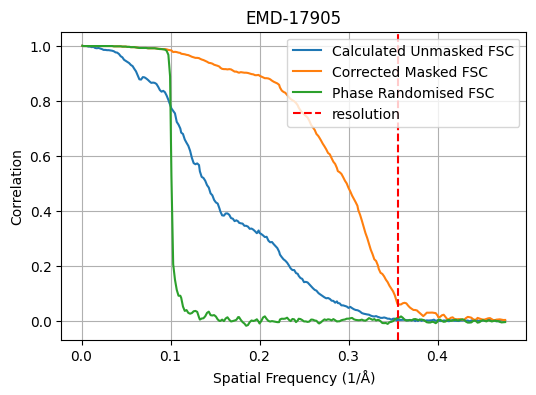 EMD-17905
Calculated Unmasked FSC
Corrected Masked FSC
Phase Randomised FSC
resolution
Correlation
1.0
0.8
0.6
0.4
0.2
0.0
0.0 0.1 0.2 0.3 0.4
Spatial Frequency (1/Å)